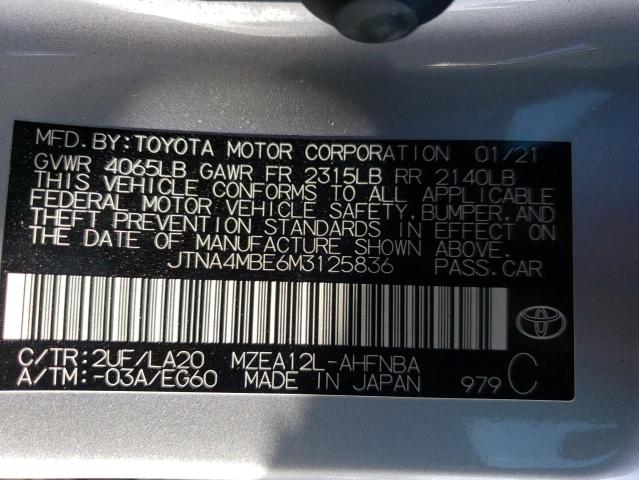 MFD. BY: TOYOTA MOTOR CORPORATION 01/21
GVWR 4065LB GAWR FR 2315LB RR 2140LB
THIS VEHICLE CONFORMS TO ALL APPLICABLE
FEDERAL MOTOR VEHICLE SAFETY, BUMPER, AND
THEFT PREVENTION STANDARDS IN EFFECT ON
THE DATE OF MANUFACTURE SHOWN ABOVE.
JTNA4MBE6M3125836 PASS.CAR
C/TR: 2UF/LA20 MZEA12L-AHFNBA
A/TM: -03A/EG60 MADE IN JAPAN 979 C